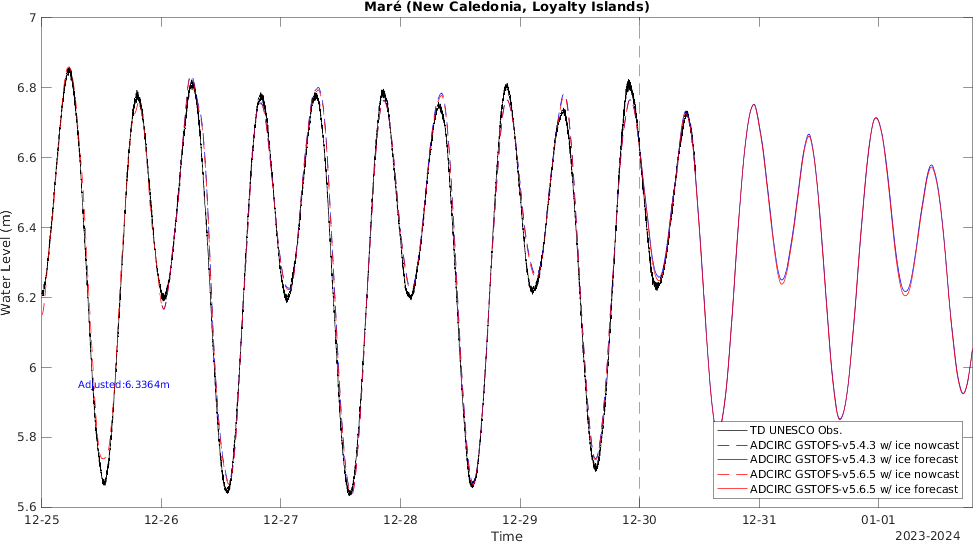 Maré (New Caledonia, Loyalty Islands)
7
6.8
6.6
6.4
6.2
6
5.8
5.6
Water Level (m)
Adjusted:6.3364m
TD UNESCO Obs.
ADCIRC GSTOFS-v5.4.3 w/ ice nowcast
ADCIRC GSTOFS-v5.4.3 w/ ice forecast
ADCIRC GSTOFS-v5.6.5 w/ ice nowcast
ADCIRC GSTOFS-v5.6.5 w/ ice forecast
12-25 12-26 12-27 12-28 12-29 12-30 12-31 01-01
Time
2023-2024